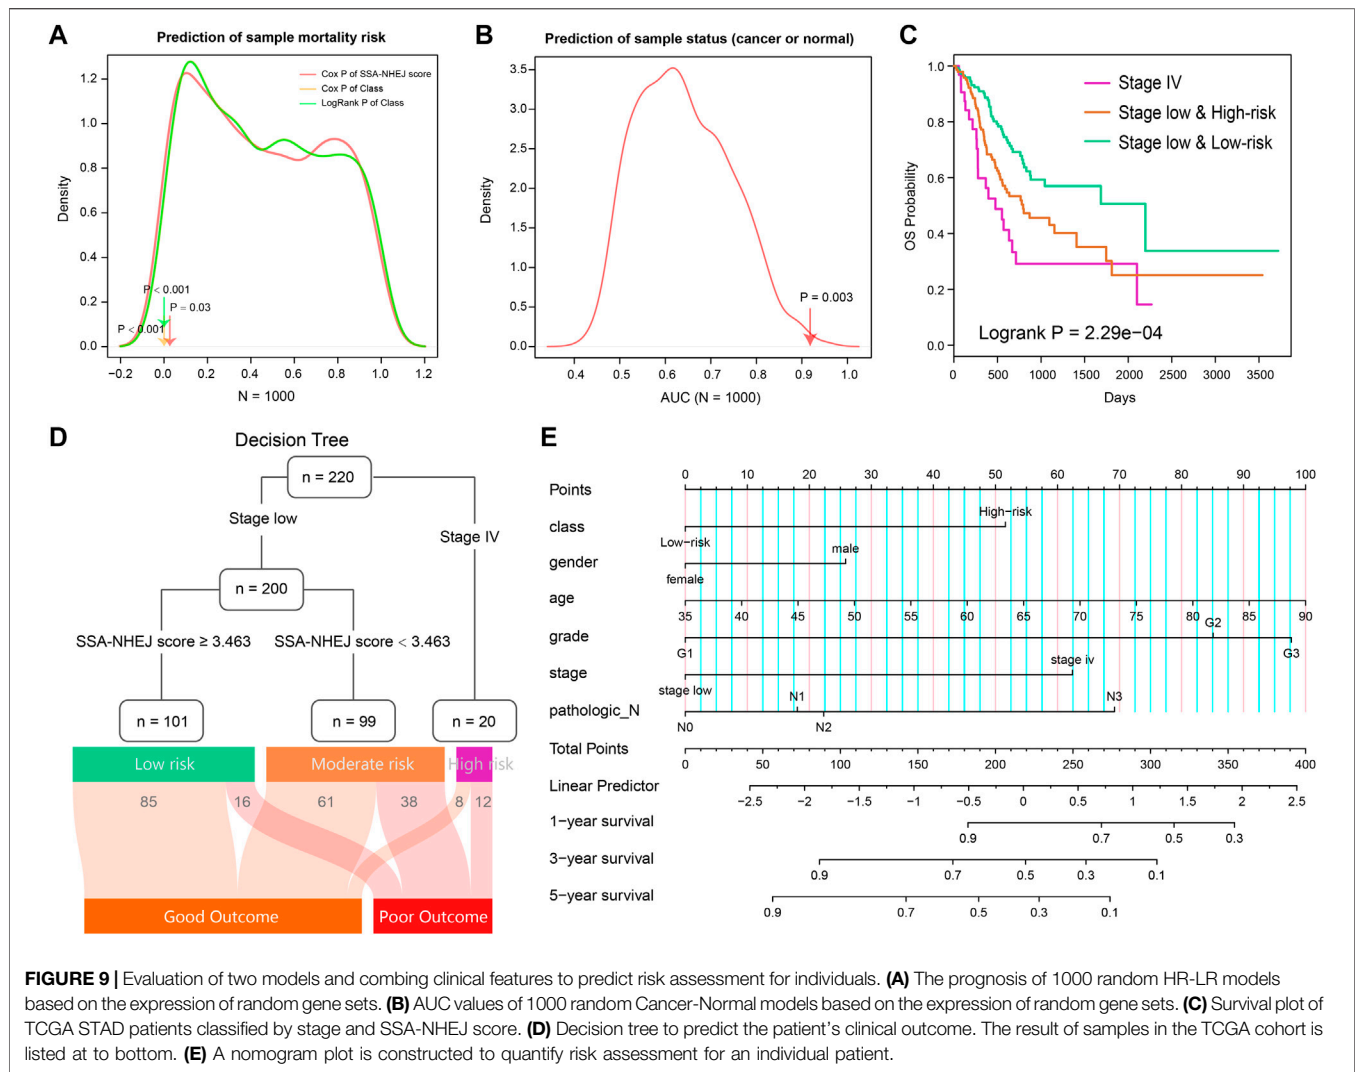 A
Prediction of sample mortality risk
Density
1.2
1.0
0.8
0.6
0.4
0.2
0.0
Cox P of SSA-NHEJ score
Cox P of Class
LogRank P of Class
P < 0.001
P = 0.03
P < 0.001
−0.2 0.0 0.2 0.4 0.6 0.8 1.0 1.2
N = 1000
B
Prediction of sample status (cancer or normal)
Density
3.5
3.0
2.5
2.0
1.5
1.0
0.5
0.0
P = 0.003
0.4 0.5 0.6 0.7 0.8 0.9 1.0
AUC (N = 1000)
C
OS Probability
1.0
0.8
0.6
0.4
0.2
0.0
Stage IV
Stage low & High-risk
Stage low & Low-risk
Logrank P = 2.29e−04
0 500 1000 1500 2000 2500 3000 3500
Days
D
Decision Tree
n = 220
Stage low
Stage IV
n = 200
SSA-NHEJ score ≥ 3.463 SSA-NHEJ score < 3.463
n = 101 n = 99 n = 20
Low risk Moderate risk High risk
85 16 61 38 8 12
Good Outcome Poor Outcome
E
0 10 20 30 40 50 60 70 80 90 100
Points
High−risk
class
Low−risk
male
gender
female
age
35 40 45 50 55 60 65 70 75 80 85 90
G2
grade
G1 G3
stage iv
stage
stage low
N1 N3
pathologic_N
N0 N2
Total Points
0 50 100 150 200 250 300 350 400
Linear Predictor
−2.5 −2 −1.5 −1 −0.5 0 0.5 1 1.5 2 2.5
1−year survival
0.9 0.7 0.5 0.3
3−year survival
0.9 0.7 0.5 0.3 0.1
5−year survival
0.9 0.7 0.5 0.3 0.1
FIGURE 9 | Evaluation of two models and combing clinical features to predict risk assessment for individuals. (A) The prognosis of 1000 random HR-LR models
based on the expression of random gene sets. (B) AUC values of 1000 random Cancer-Normal models based on the expression of random gene sets. (C) Survival plot of
TCGA STAD patients classified by stage and SSA-NHEJ score. (D) Decision tree to predict the patient's clinical outcome. The result of samples in the TCGA cohort is
listed at to bottom. (E) A nomogram plot is constructed to quantify risk assessment for an individual patient.